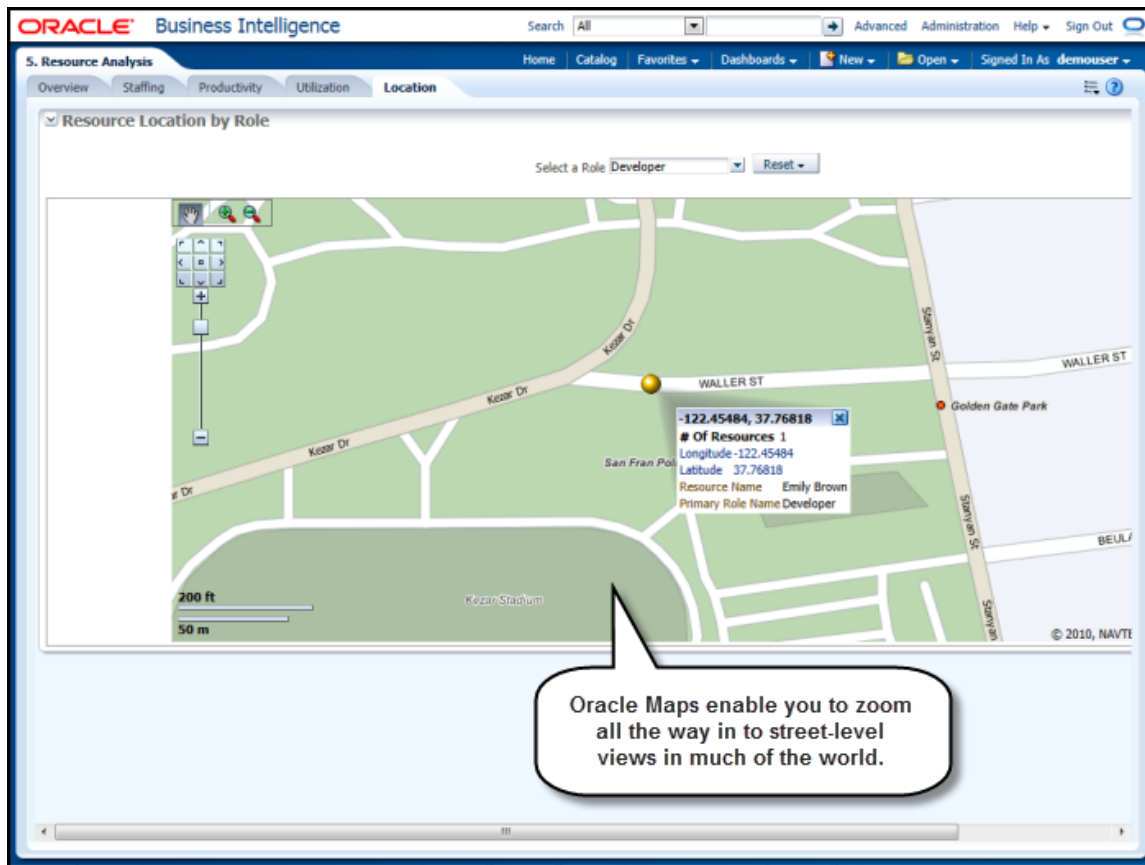 ORACLE Business Intelligence
Search All Advanced Administration Help Sign Out
5. Resource Analysis
Home Catalog Favorites Dashboards New Open Signed In As demouser
Overview Staffing Productivity Utilization Location
Resource Location by Role
Select a Role Developer Reset
Kezar Dr
Stanyan St
WALLER ST
WALLER ST
Kezar Dr
Golden Gate Park
-122.45484, 37.76818
# Of Resources 1
Longitude -122.45484
Latitude 37.76818
Resource Name Emily Brown
Primary Role Name Developer
Kezar Dr
San Fran
Dr
Stanyan St
BEUL
200 ft
Kezar Stadium
Stanyan
50 m
© 2010, NAVTE
Oracle Maps enable you to zoom
all the way in to street-level
views in much of the world.